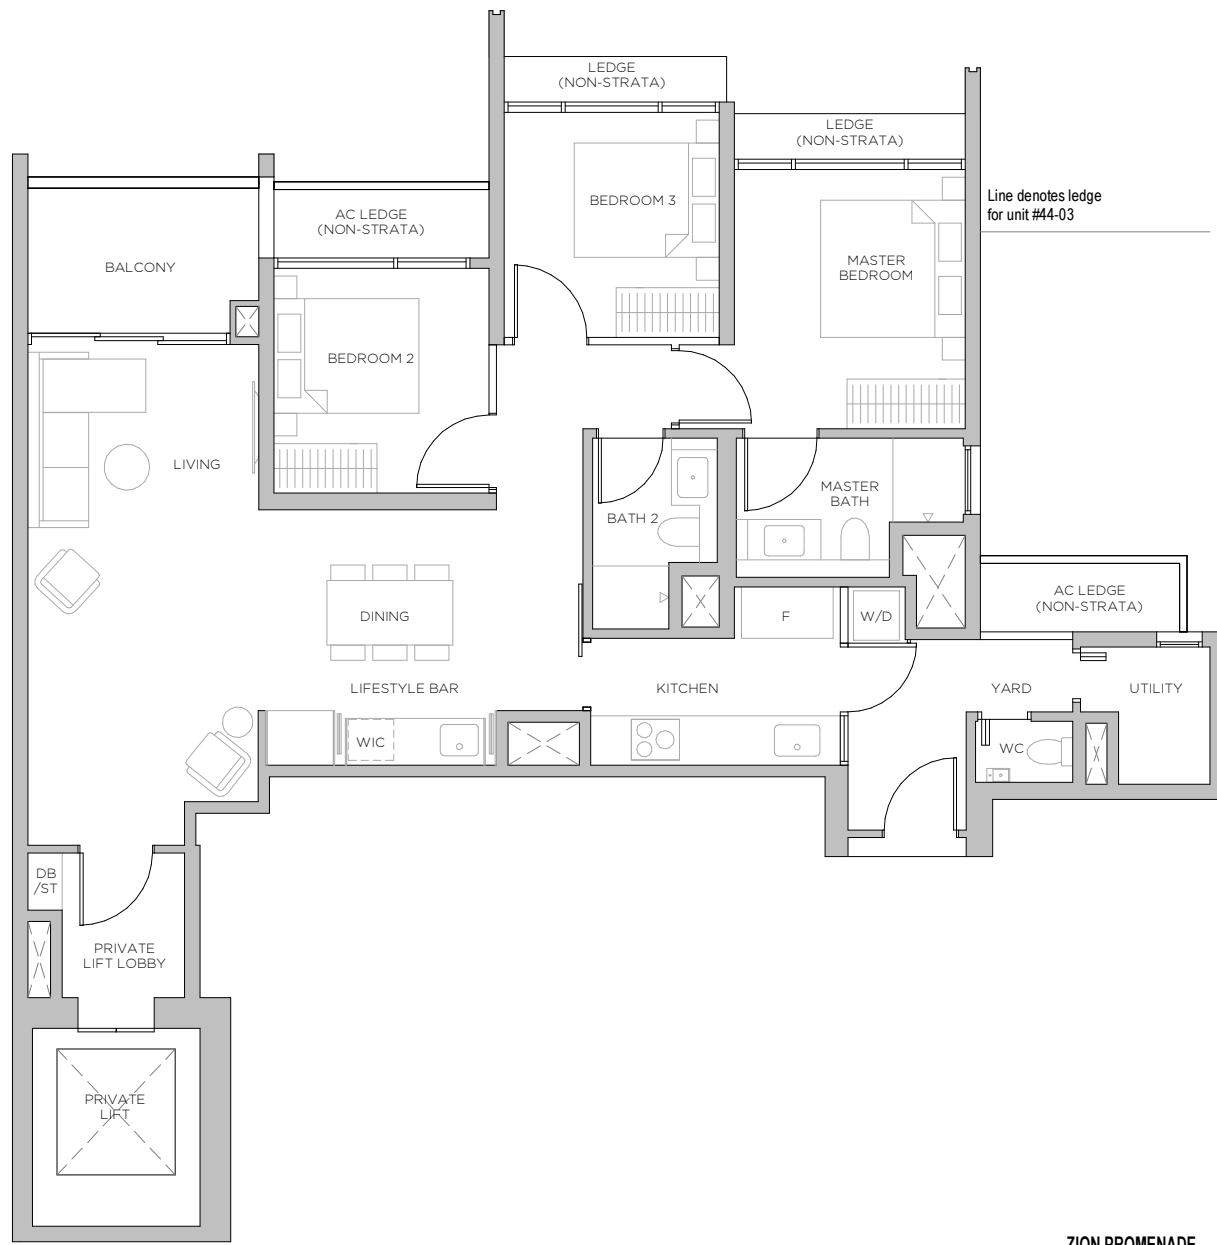 LEDGE
(NON-STRATA)
LEDGE
(NON-STRATA)
BEDROOM 3
Line denotes ledge
for unit #44-03
AC LEDGE
(NON-STRATA)
BALCONY
MASTER
BEDROOM
BEDROOM 2
LIVING
MASTER
BATH
BATH 2
AC LEDGE
(NON-STRATA)
DINING
F
W/D
LIFESTYLE BAR
KITCHEN
YARD
UTILITY
WIC
WC
DB
/ST
PRIVATE
LIFT LOBBY
PRIVATE
LIFT
ZION PROMENADE